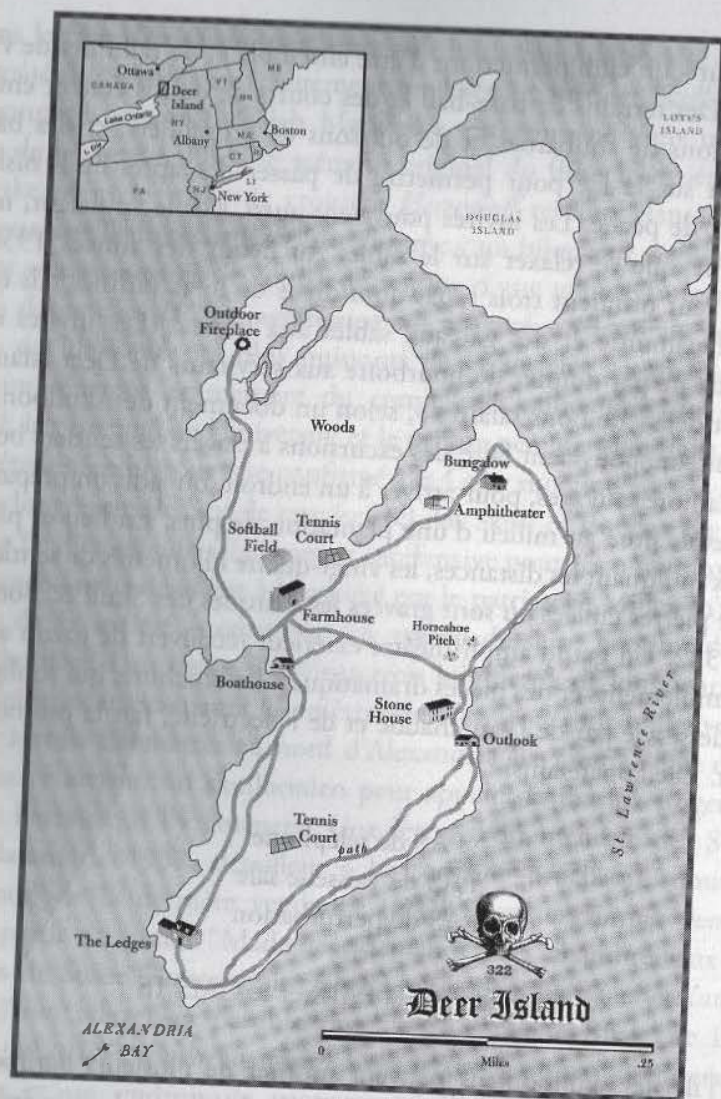 Ottawa
CANADA
VT
ME
NH
Deer
Island
Lake Ontario
NY
Albany
MA
Boston
CT
PA
NJ
LI
New York
LOTUS
ISLAND
DOUGLAS
ISLAND
Outdoor
Fireplace
Woods
Bungalow
Amphitheater
Softball
Field
Tennis
Court
Farmhouse
Horseshoe
Pitch
Boathouse
Stone
House
Outlook
St. Lawrence River
Tennis
Court
path
The Ledges
322
Deer Island
ALEXANDRIA
BAY
0
Miles
.25